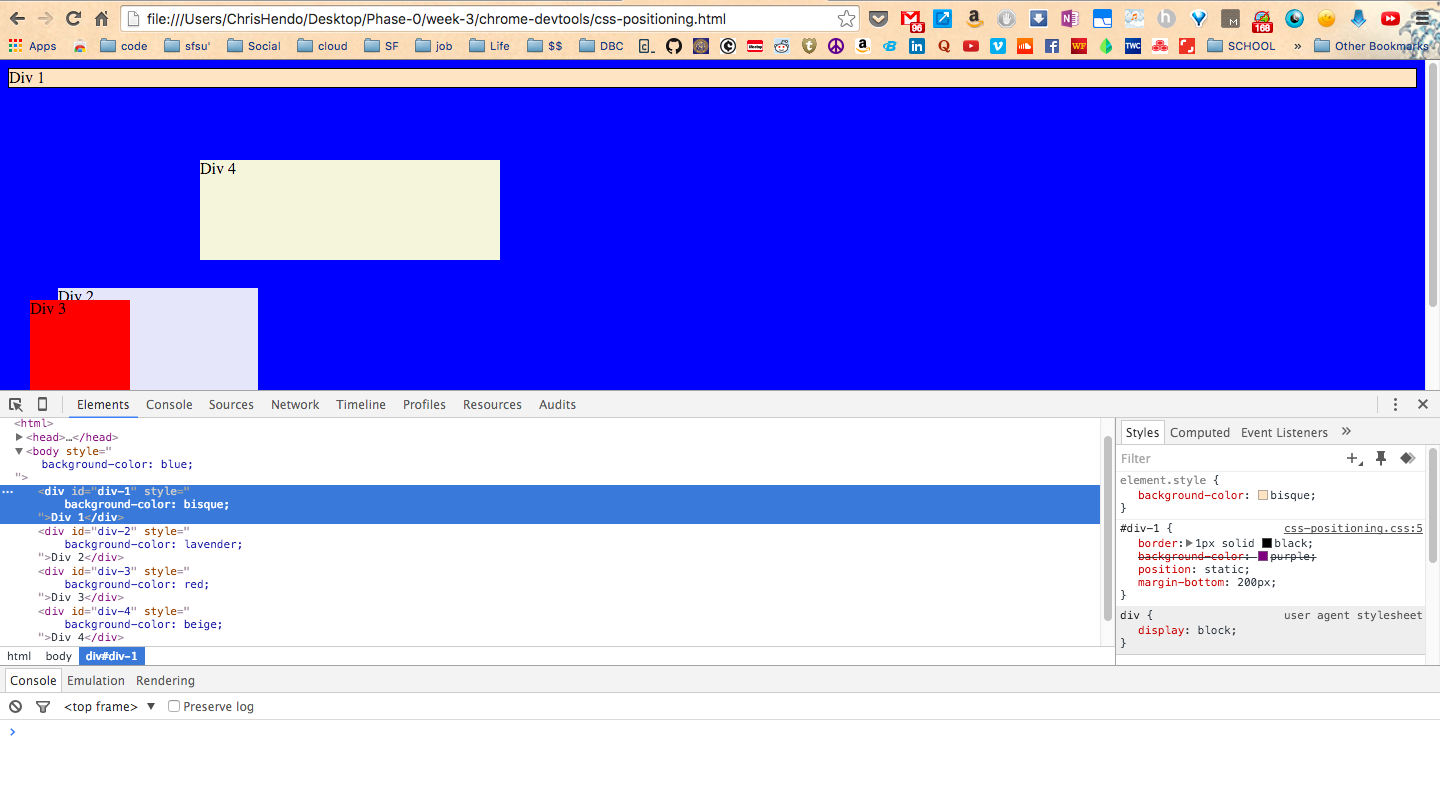 file:///Users/ChrisHendo/Desktop/Phase-0/week-3/chrome-devtools/css-positioning.html
96
168
Apps code sfsu' Social cloud SF job Life $$ DBC SCHOOL » Other Bookmarks
Div 1
Div 4
Div 2
Div 3
Elements Console Sources Network Timeline Profiles Resources Audits
<html>
<head>…</head>
<body style="
background-color: blue;
">
<div id="div-1" style="
background-color: bisque;
">Div 1</div>
<div id="div-2" style="
background-color: lavender;
">Div 2</div>
<div id="div-3" style="
background-color: red;
">Div 3</div>
<div id="div-4" style="
background-color: beige;
">Div 4</div>
html body div#div-1
Styles Computed Event Listeners »
Filter
element.style {
background-color: bisque;
}
#div-1 { css-positioning.css:5
border: 1px solid black;
background-color: purple;
position: static;
margin-bottom: 200px;
}
div { user agent stylesheet
display: block;
}
Console Emulation Rendering
<top frame> ▼ Preserve log
>